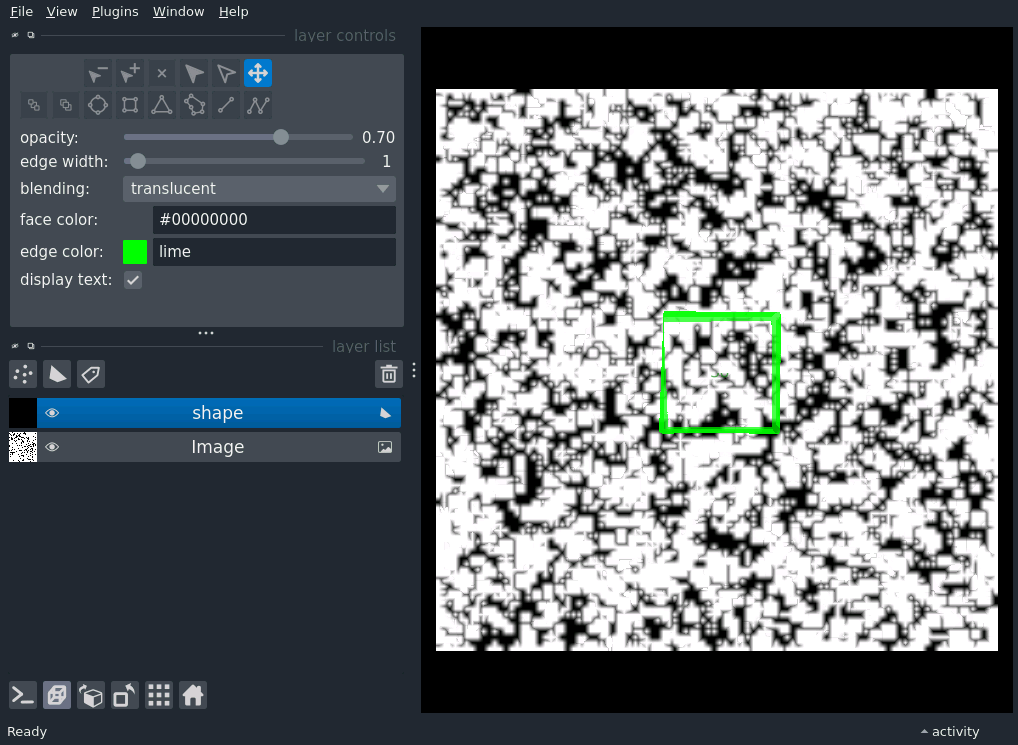 File View Plugins Window Help
layer controls
opacity: 0.70
edge width: 1
blending: translucent
face color: #00000000
edge color: lime
display text:
layer list
shape
Image
Ready
activity